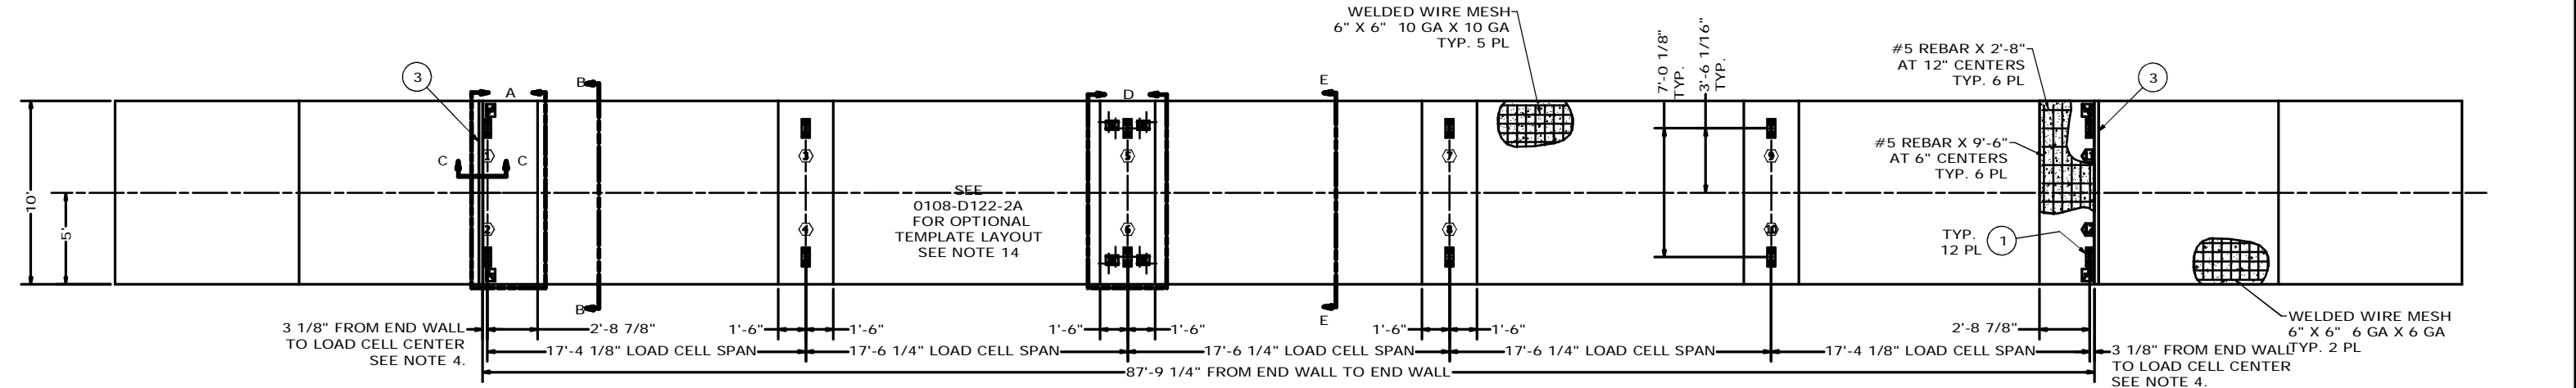 WELDED WIRE MESH
6" X 6" 10 GA X 10 GA
TYP. 5 PL
7'-0 1/8"
TYP.
3'-6 1/16"
TYP.
#5 REBAR X 2'-8"
AT 12" CENTERS
TYP. 6 PL
3
3
A
B
D
E
C
C
#5 REBAR X 9'-6"
AT 6" CENTERS
TYP. 6 PL
1
3
5
7
9
11
10'
5'
SEE
0108-D122-2A
FOR OPTIONAL
TEMPLATE LAYOUT
SEE NOTE 14
2
4
6
8
10
12
TYP.
12 PL
1
B
E
3 1/8" FROM END WALL
TO LOAD CELL CENTER
SEE NOTE 4.
2'-8 7/8"
1'-6"
1'-6"
1'-6"
1'-6"
1'-6"
1'-6"
2'-8 7/8"
WELDED WIRE MESH
6" X 6" 6 GA X 6 GA
TYP. 2 PL
17'-4 1/8" LOAD CELL SPAN
17'-6 1/4" LOAD CELL SPAN
17'-6 1/4" LOAD CELL SPAN
17'-6 1/4" LOAD CELL SPAN
17'-4 1/8" LOAD CELL SPAN
3 1/8" FROM END WALL
TO LOAD CELL CENTER
SEE NOTE 4.
87'-9 1/4" FROM END WALL TO END WALL